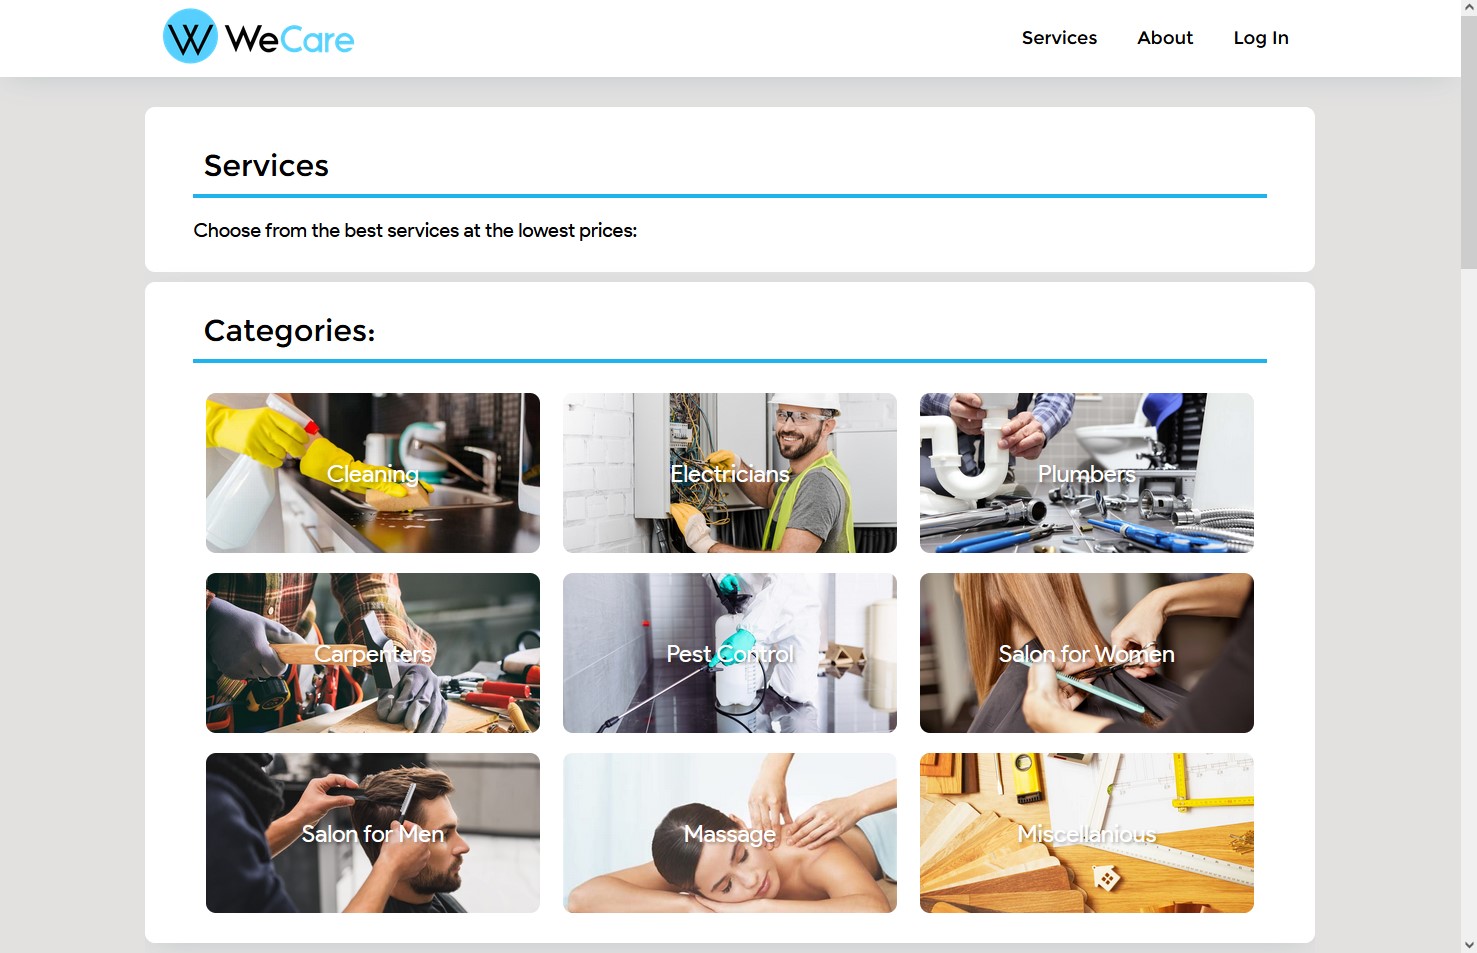 W WeCare
Services
About
Log In
Services
Choose from the best services at the lowest prices:
Categories:
Cleaning
Electricians
Plumbers
Carpenters
Pest Control
Salon for Women
Salon for Men
Massage
Miscellanious